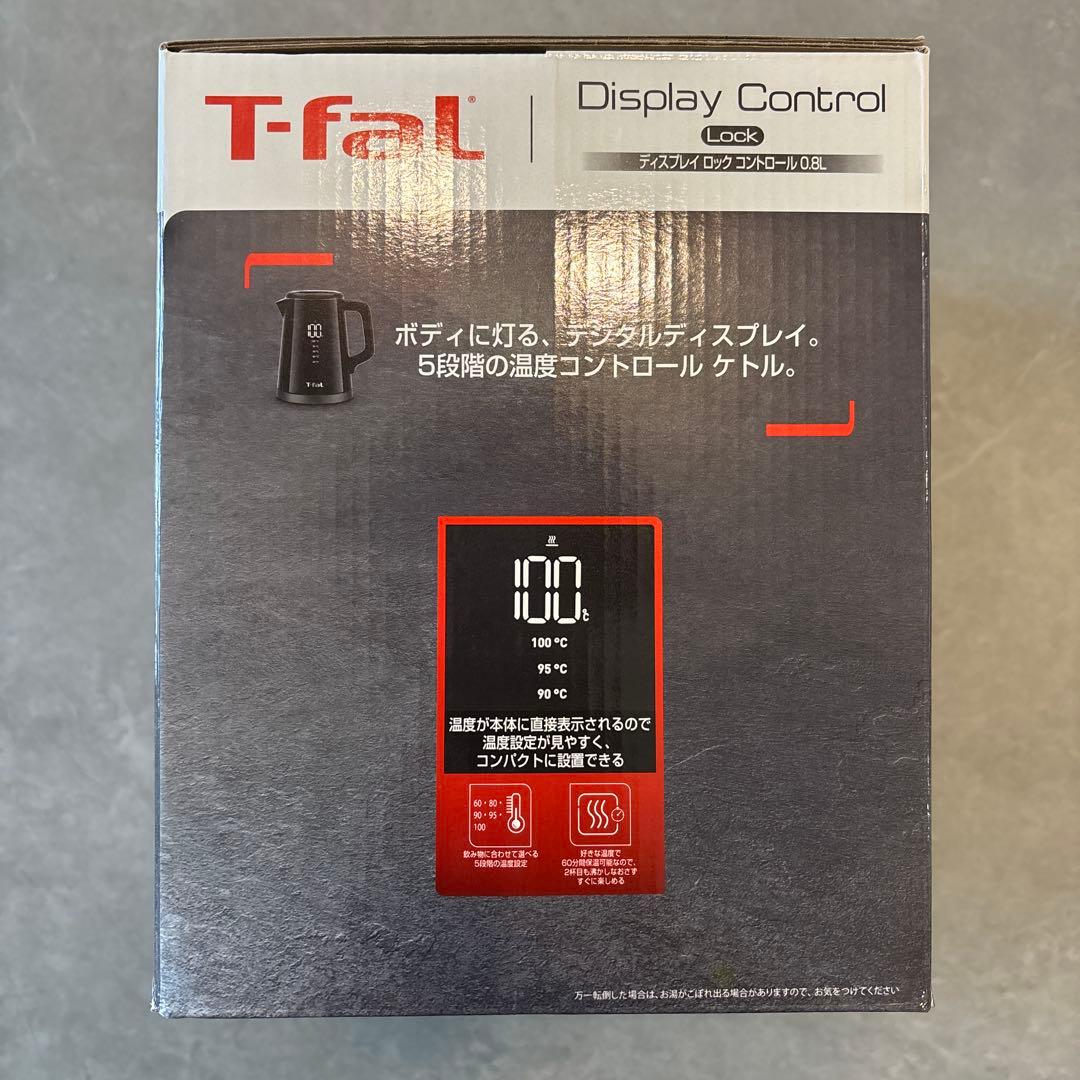 T-faL®
Display Control
Lock
ディスプレイ ロック コントロール 0.8L
ボディに灯る、デジタルディスプレイ。
5段階の温度コントロール ケトル。
100
T-faL
100℃
100℃
95℃
90℃
温度が本体に直接表示されるので
温度設定が見やすく、
コンパクトに設置できる
60・80・
90・95・
100
飲み物に合わせて選べる
5段階の温度設定
好きな温度で
60分間保温可能なので、
2杯目も沸かしなおさず
すぐに楽しめる
万一転倒した場合は、お湯がこぼれ出る場合がありますので、お気をつけてください